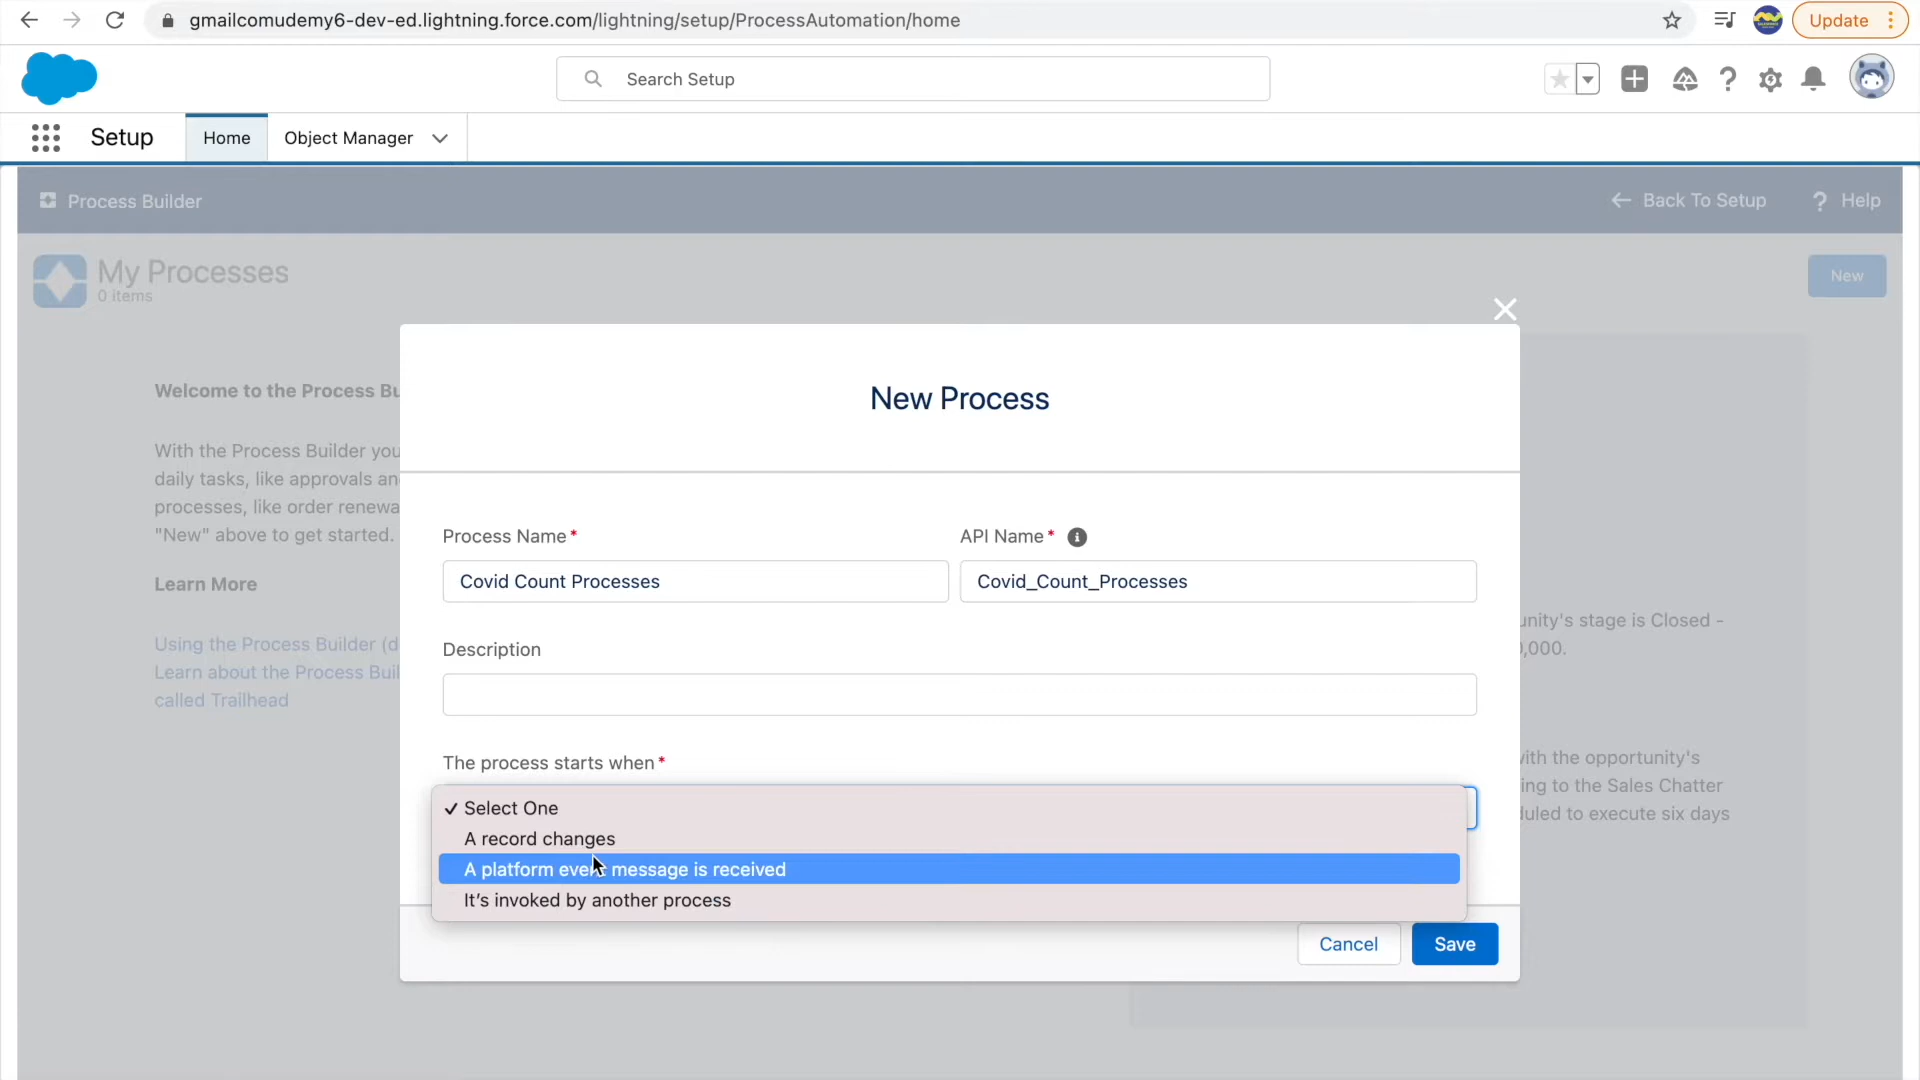 gmailcomudemy6-dev-ed.lightning.force.com/lightning/setup/ProcessAutomation/home
Update
Search Setup
Setup
Home
Object Manager
Process Builder
Back To Setup
? Help
My Processes
0 items
New
Welcome to the Process Bu
With the Process Builder you
daily tasks, like approvals an
processes, like order renewa
"New" above to get started.
Learn More
Using the Process Builder (d
Learn about the Process Buil
called Trailhead
unity's stage is Closed -
0,000.
with the opportunity's
ing to the Sales Chatter
duled to execute six days
New Process
Process Name*
API Name*
Covid Count Processes
Covid_Count_Processes
Description
The process starts when*
✓ Select One
A record changes
A platform event message is received
It's invoked by another process
Cancel
Save